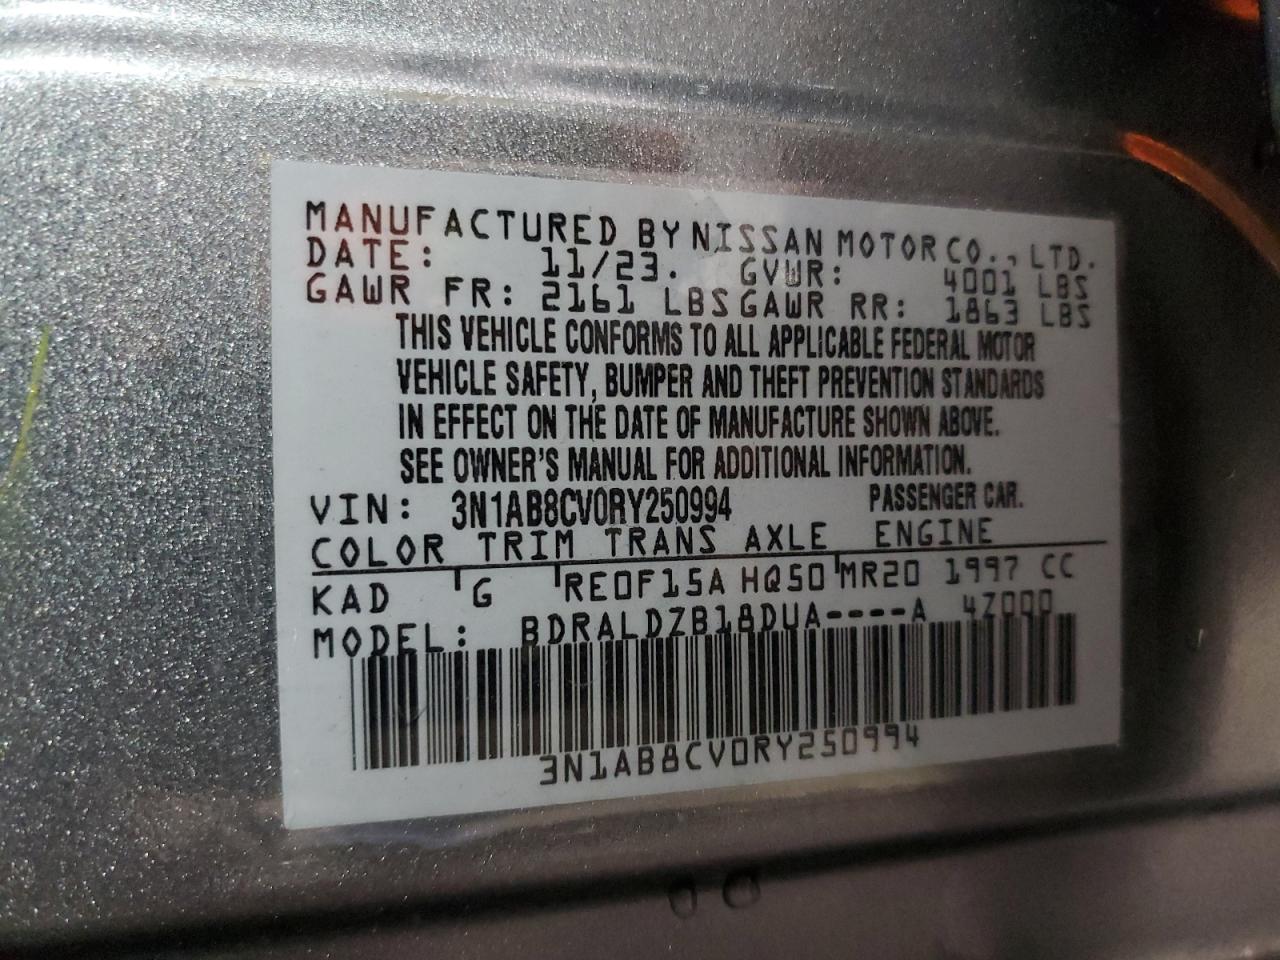 MANUFACTURED BY NISSAN MOTOR CO., LTD.
DATE: 11/23. GVWR: 4001 LBS
GAWR FR: 2161 LBS GAWR RR: 1863 LBS
THIS VEHICLE CONFORMS TO ALL APPLICABLE FEDERAL MOTOR
VEHICLE SAFETY, BUMPER AND THEFT PREVENTION STANDARDS
IN EFFECT ON THE DATE OF MANUFACTURE SHOWN ABOVE.
SEE OWNER'S MANUAL FOR ADDITIONAL INFORMATION.
VIN: 3N1AB8CV0RY250994 PASSENGER CAR.
COLOR TRIM TRANS AXLE ENGINE
KAD G RE0F15A HQ50 MR20 1997 CC
MODEL: BDRALDZB18DUA----A 4Z000
3N1AB8CV0RY250994